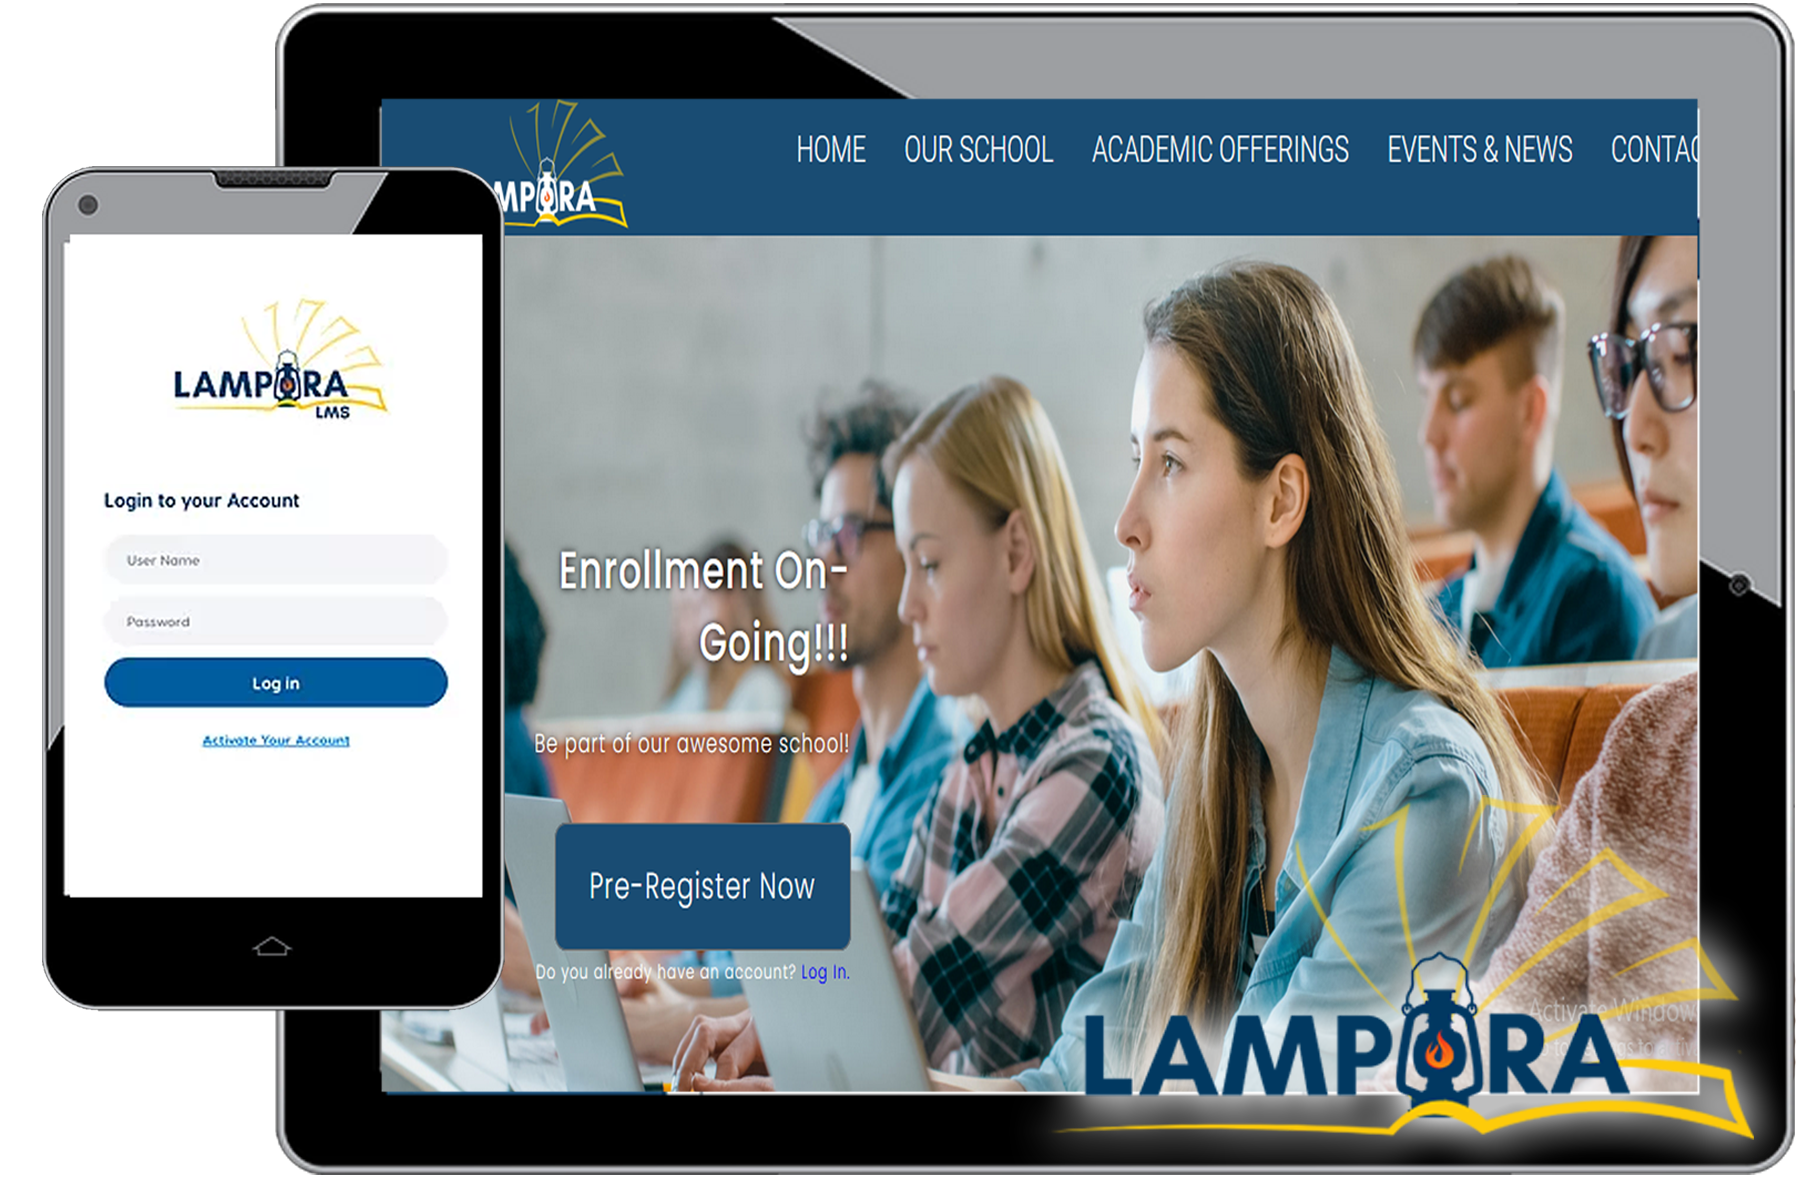 HOME OUR SCHOOL ACADEMIC OFFERINGS EVENTS & NEWS CONTAC
MPORA
LAMPORA
LMS
Login to your Account
User Name
Password
Log in
Activate Your Account
Enrollment On-
Going!!!
Be part of our awesome school!
Pre-Register Now
Do you already have an account? Log In.
Activate Window
LAMPORA